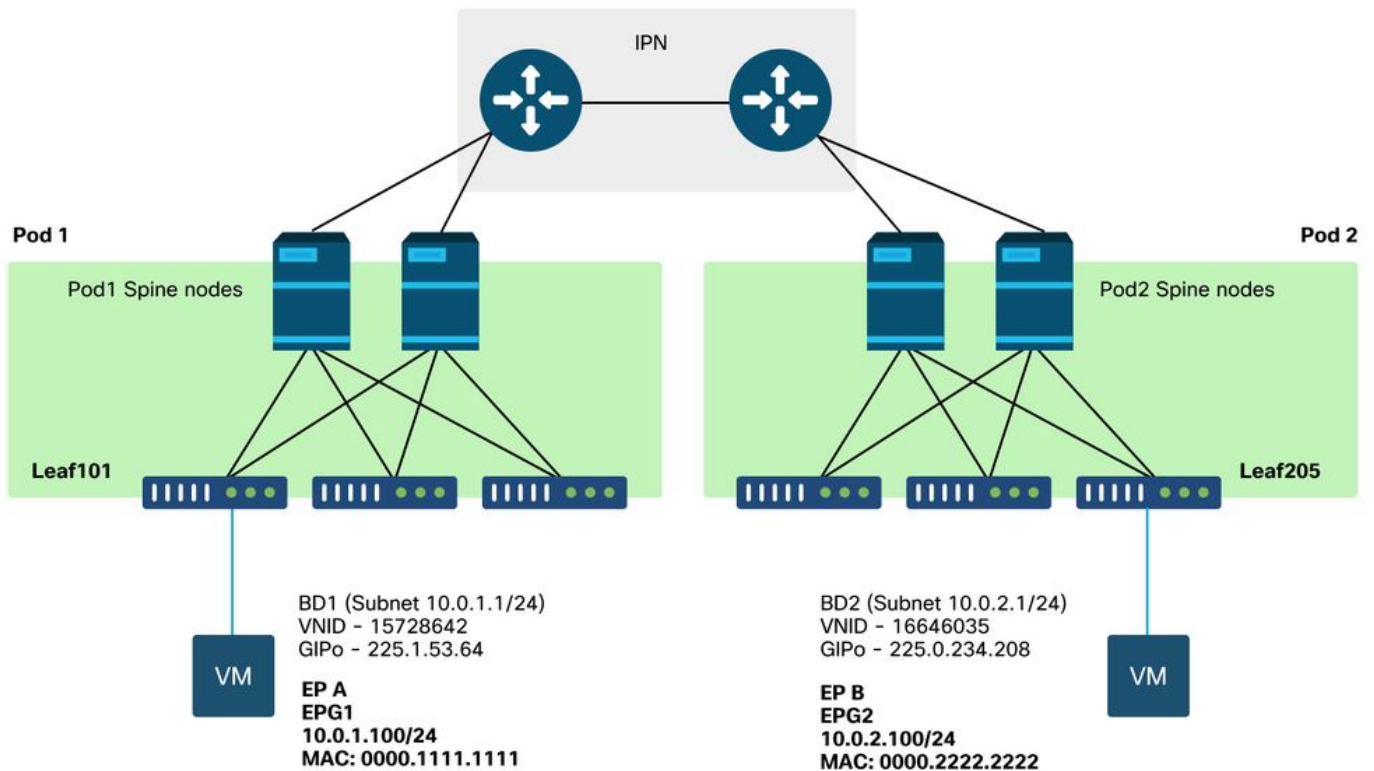 IPN
Pod 1
Pod 2
Pod1 Spine nodes
Pod2 Spine nodes
Leaf101
Leaf205
VM
BD1 (Subnet 10.0.1.1/24)
VNID - 15728642
GIPo - 225.1.53.64
EP A
EPG1
10.0.1.100/24
MAC: 0000.1111.1111
BD2 (Subnet 10.0.2.1/24)
VNID - 16646035
GIPo - 225.0.234.208
EP B
EPG2
10.0.2.100/24
MAC: 0000.2222.2222
VM